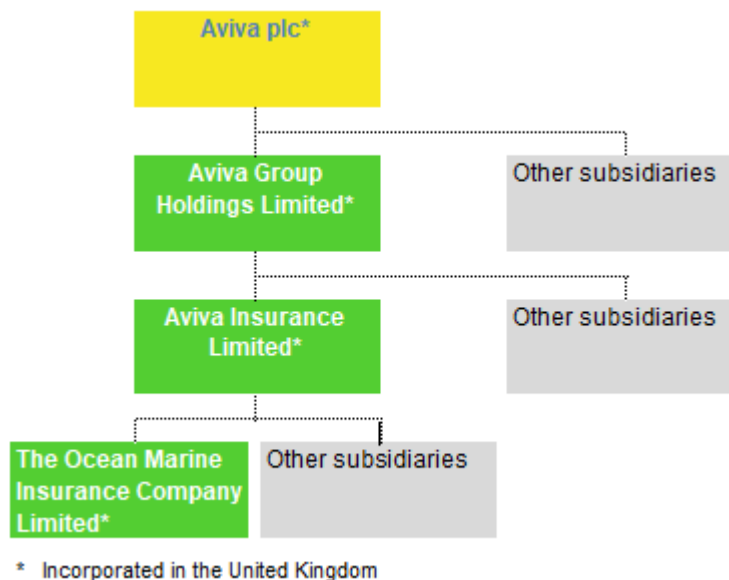 Aviva plc*
Aviva Group
Holdings Limited*
Other subsidiaries
Aviva Insurance
Limited*
Other subsidiaries
The Ocean Marine
Insurance Company
Limited*
Other subsidiaries
* Incorporated in the United Kingdom